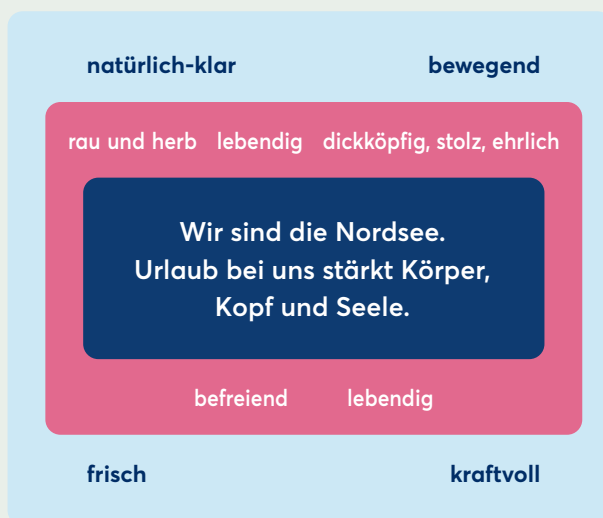 natürlich-klar bewegend
rau und herb lebendig dickköpfig, stolz, ehrlich
Wir sind die Nordsee.
Urlaub bei uns stärkt Körper,
Kopf und Seele.
befreiend lebendig
frisch kraftvoll